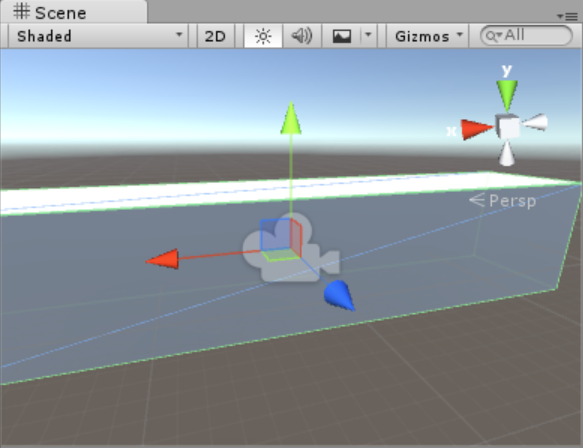 Scene
Shaded 2D Gizmos All
y
x
Persp